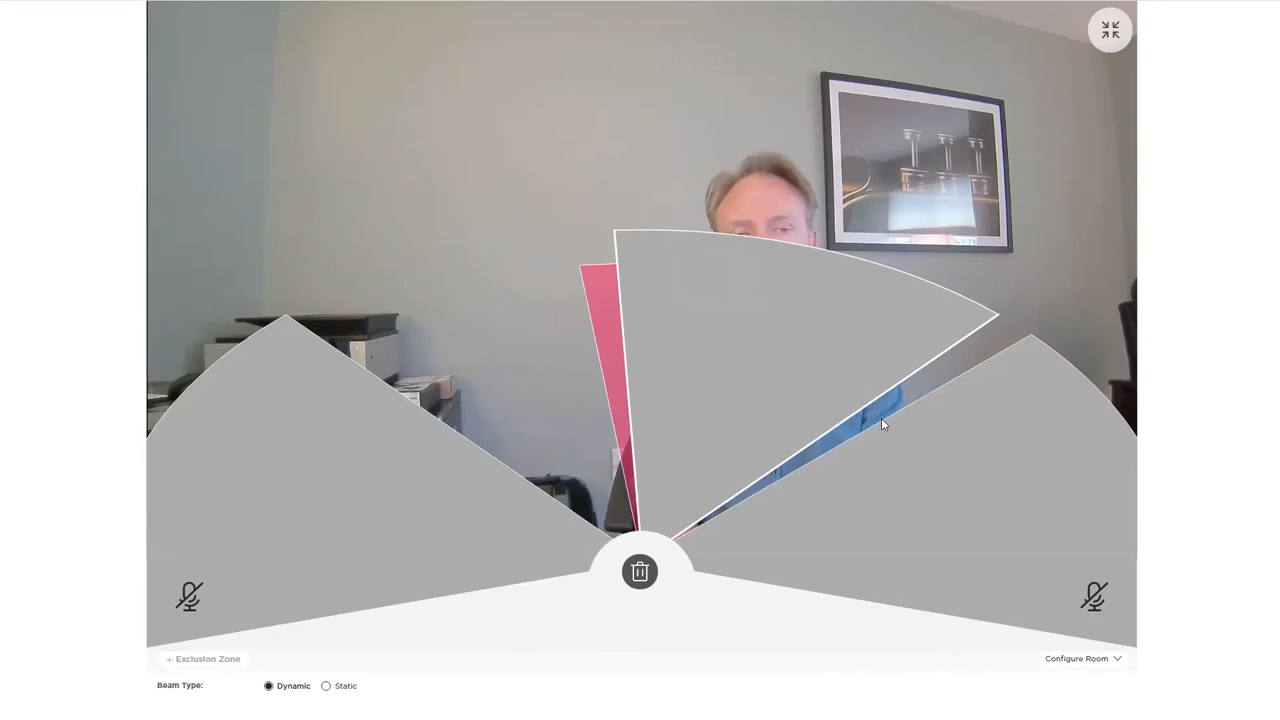 + Exclusion Zone
Configure Room
Beam Type:
Dynamic
Static